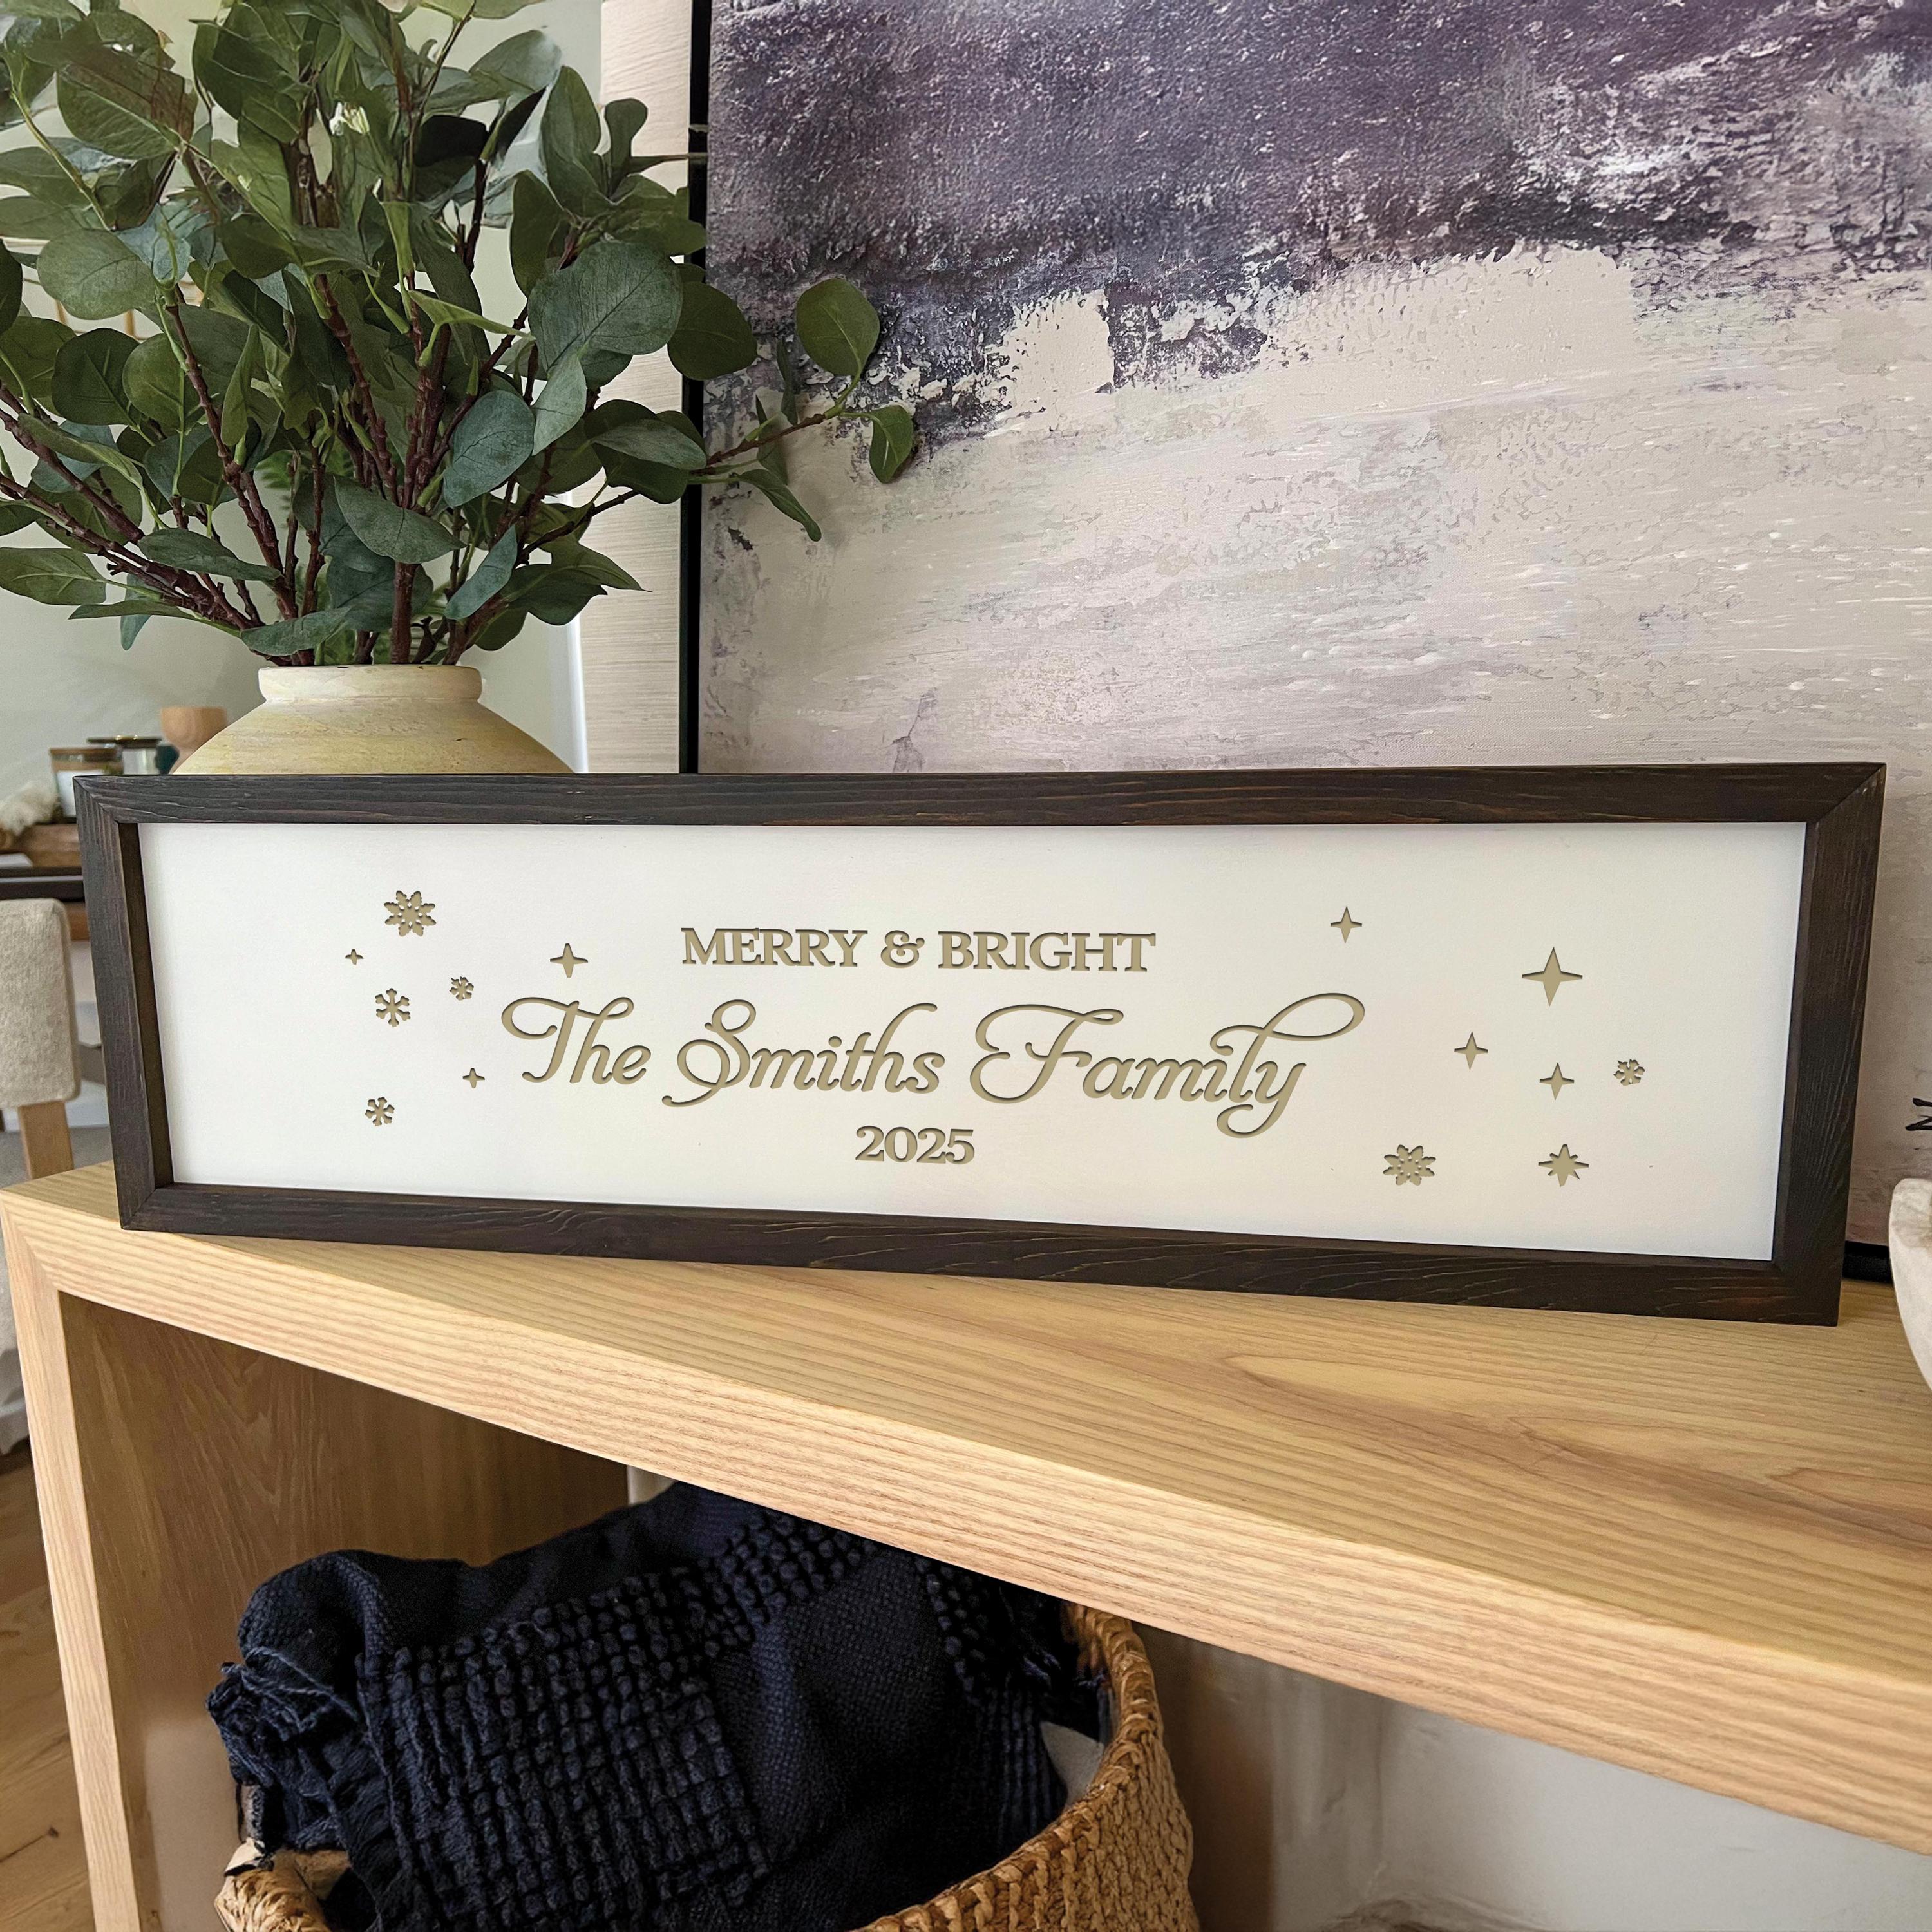 MERRY & BRIGHT
The Smiths Family
2025